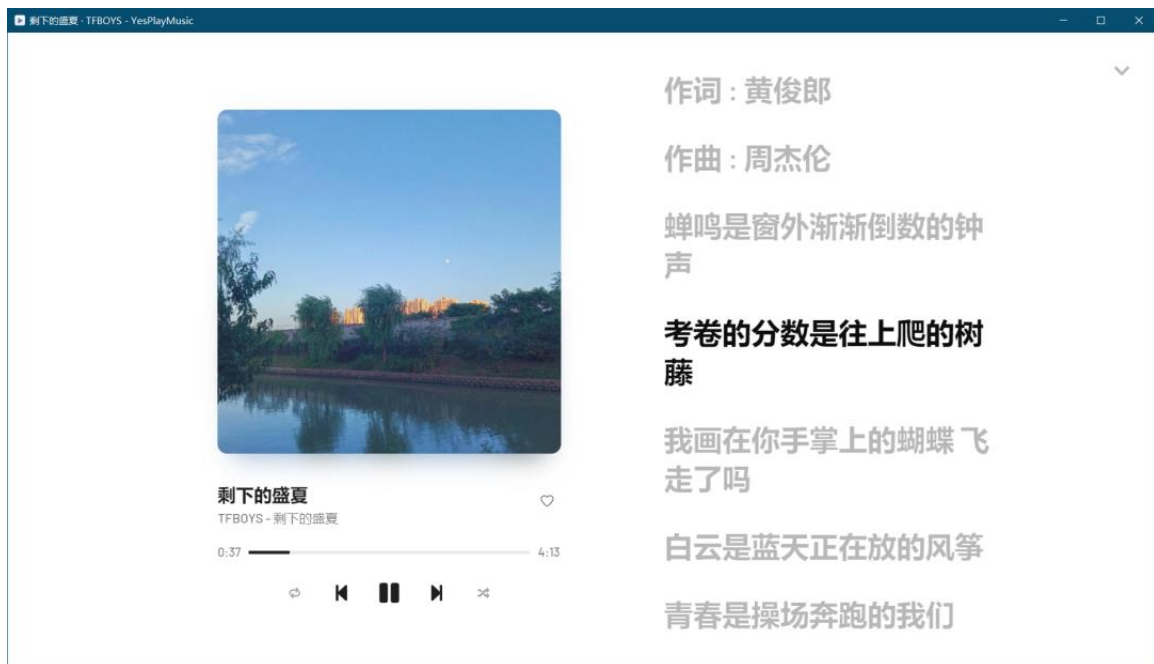 剩下的盛夏 - TFBOYS - YesPlayMusic
作词 : 黄俊郎
作曲 : 周杰伦
蝉鸣是窗外渐渐倒数的钟
声
考卷的分数是往上爬的树
藤
我画在你手掌上的蝴蝶 飞
走了吗
白云是蓝天正在放的风筝
青春是操场奔跑的我们
剩下的盛夏
TFBOYS - 剩下的盛夏
0:37
4:13